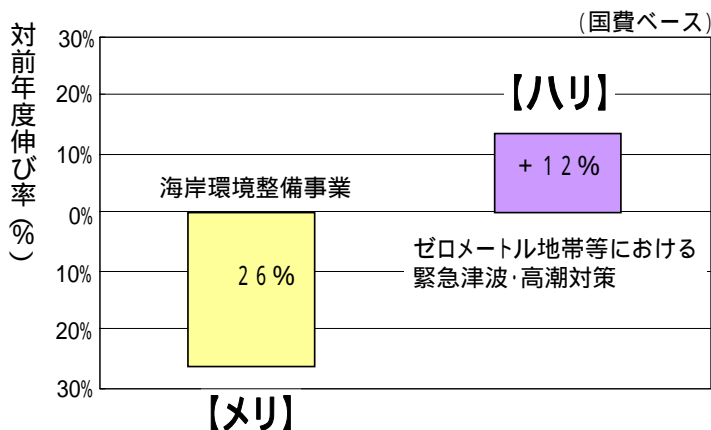 (国費ベース)
対前年度伸び率(%)
30%
20%
10%
0%
10%
20%
30%
【ハリ】
+12%
海岸環境整備事業
ゼロメートル地帯等における
緊急津波・高潮対策
26%
【メリ】